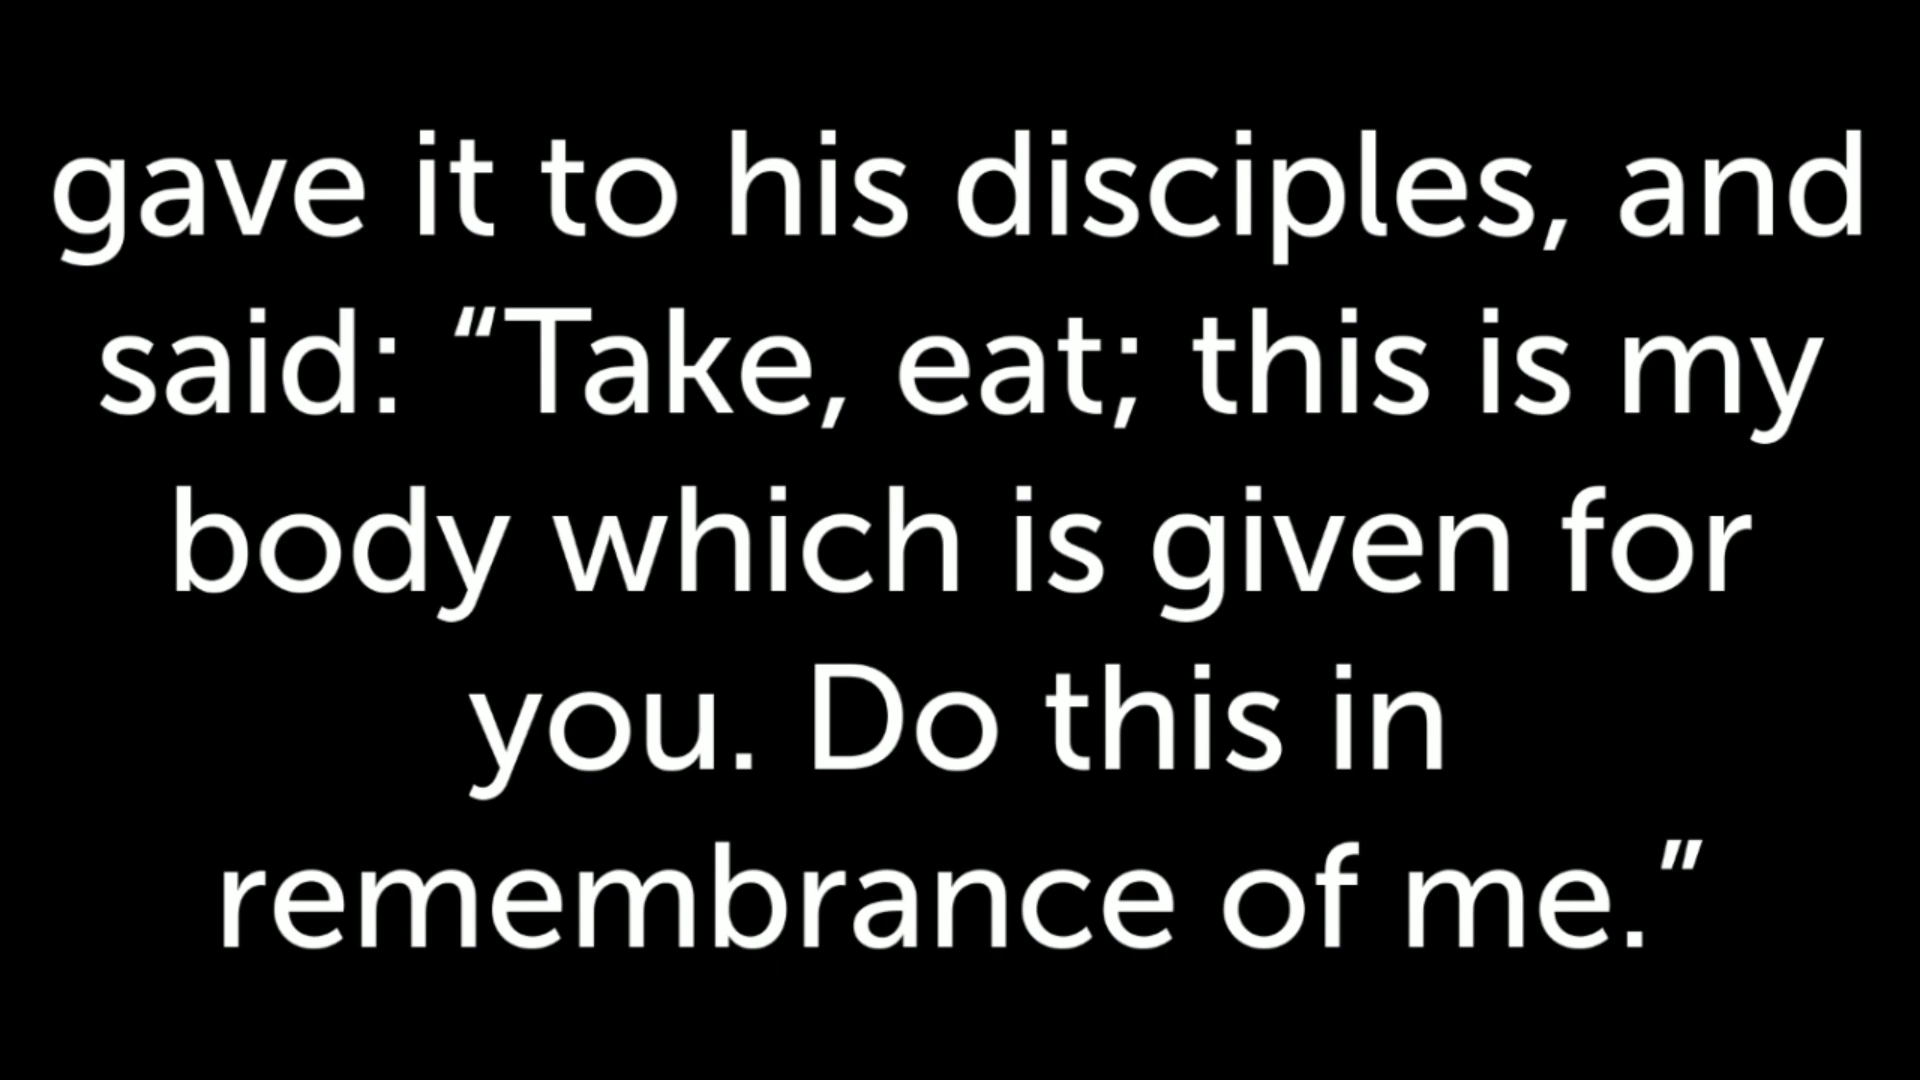 gave it to his disciples, and
said: “Take, eat; this is my
body which is given for
you. Do this in
remembrance of me.”